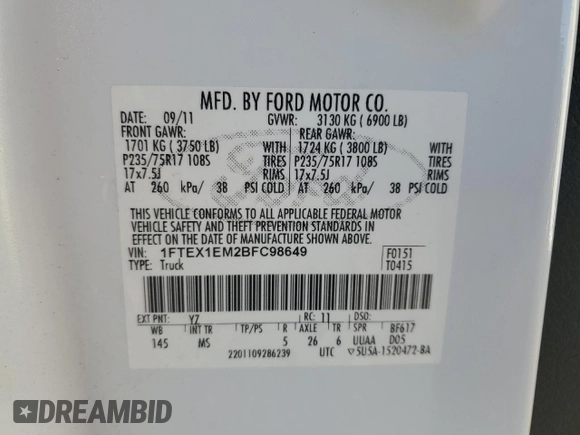 MFD. BY FORD MOTOR CO.
DATE: 09/11 GVWR: 3130 KG ( 6900 LB)
FRONT GAWR: REAR GAWR:
1701 KG ( 3750 LB) WITH 1724 KG ( 3800 LB) WITH
P235/75R17 108S TIRES P235/75R17 108S TIRES
17x7.5J RIMS 17x7.5J RIMS
AT 260 kPa/ 38 PSI COLD AT 260 kPa/ 38 PSI COLD
THIS VEHICLE CONFORMS TO ALL APPLICABLE FEDERAL MOTOR
VEHICLE SAFETY AND THEFT PREVENTION STANDARDS IN
EFFECT ON THE DATE OF MANUFACTURE SHOWN ABOVE.
VIN: 1FTEX1EM2BFC98649 F0151
TYPE: Truck T0415
EXT PNT: YZ RC: 11 DSO:
WB INT TR TP/PS R AXLE TR SPR BF617
145 MS 5 26 6 UUAA D05
2201109286239 UTC ▽5U5A-1520472-BA
DREAMBID